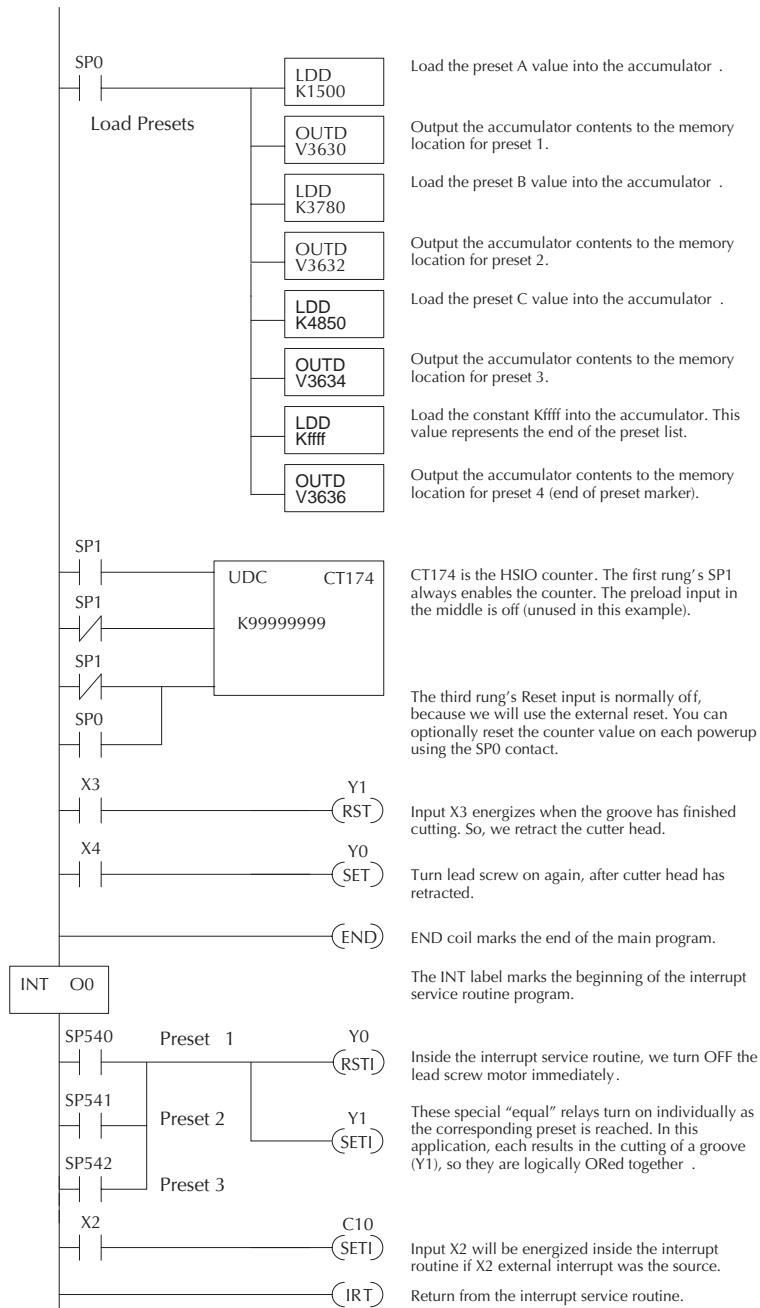 SP0
Load Presets
LDD
K1500
Load the preset A value into the accumulator .
OUTD
V3630
Output the accumulator contents to the memory
location for preset 1.
LDD
K3780
Load the preset B value into the accumulator .
OUTD
V3632
Output the accumulator contents to the memory
location for preset 2.
LDD
K4850
Load the preset C value into the accumulator .
OUTD
V3634
Output the accumulator contents to the memory
location for preset 3.
LDD
Kffff
Load the constant Kffff into the accumulator. This
value represents the end of the preset list.
OUTD
V3636
Output the accumulator contents to the memory
location for preset 4 (end of preset marker).
SP1
UDC CT174
SP1
K99999999
CT174 is the HSIO counter. The first rung's SP1
always enables the counter. The preload input in
the middle is off (unused in this example).
SP1
SP0
The third rung's Reset input is normally off,
because we will use the external reset. You can
optionally reset the counter value on each powerup
using the SP0 contact.
X3
Y1
RST
Input X3 energizes when the groove has finished
cutting. So, we retract the cutter head.
X4
Y0
SET
Turn lead screw on again, after cutter head has
retracted.
END
END coil marks the end of the main program.
INT O0
The INT label marks the beginning of the interrupt
service routine program.
SP540
Preset 1
Y0
RSTI
Inside the interrupt service routine, we turn OFF the
lead screw motor immediately.
SP541
Preset 2
Y1
SETI
These special “equal” relays turn on individually as
the corresponding preset is reached. In this
application, each results in the cutting of a groove
(Y1), so they are logically ORed together .
SP542
Preset 3
X2
C10
SETI
Input X2 will be energized inside the interrupt
routine if X2 external interrupt was the source.
IRT
Return from the interrupt service routine.